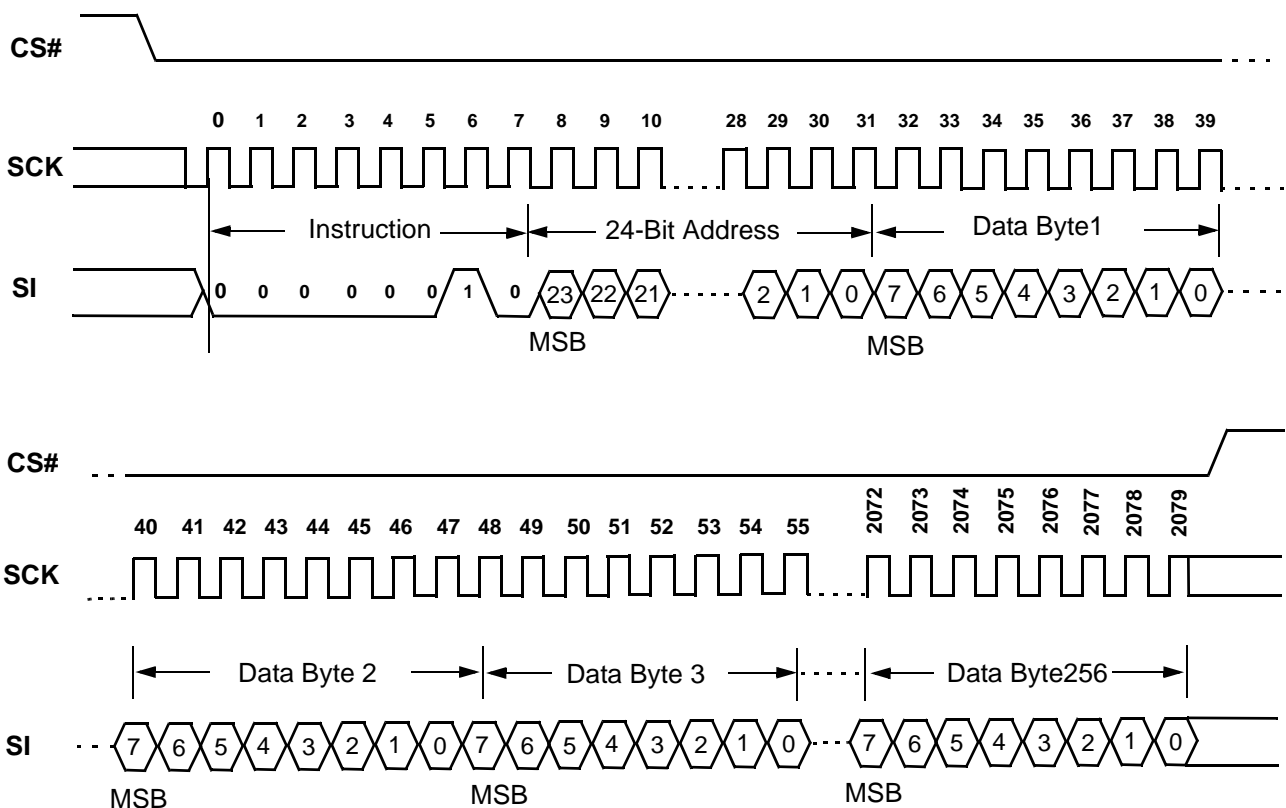 CS#
0 1 2 3 4 5 6 7 8 9 10 28 29 30 31 32 33 34 35 36 37 38 39
SCK
Instruction 24-Bit Address Data Byte1
SI 0 0 0 0 0 0 1 0 23 22 21 2 1 0 7 6 5 4 3 2 1 0
MSB MSB
CS#
40 41 42 43 44 45 46 47 48 49 50 51 52 53 54 55 2072 2073 2074 2075 2076 2077 2078 2079
SCK
Data Byte 2 Data Byte 3 Data Byte256
SI 7 6 5 4 3 2 1 0 7 6 5 4 3 2 1 0 7 6 5 4 3 2 1 0
MSB MSB MSB